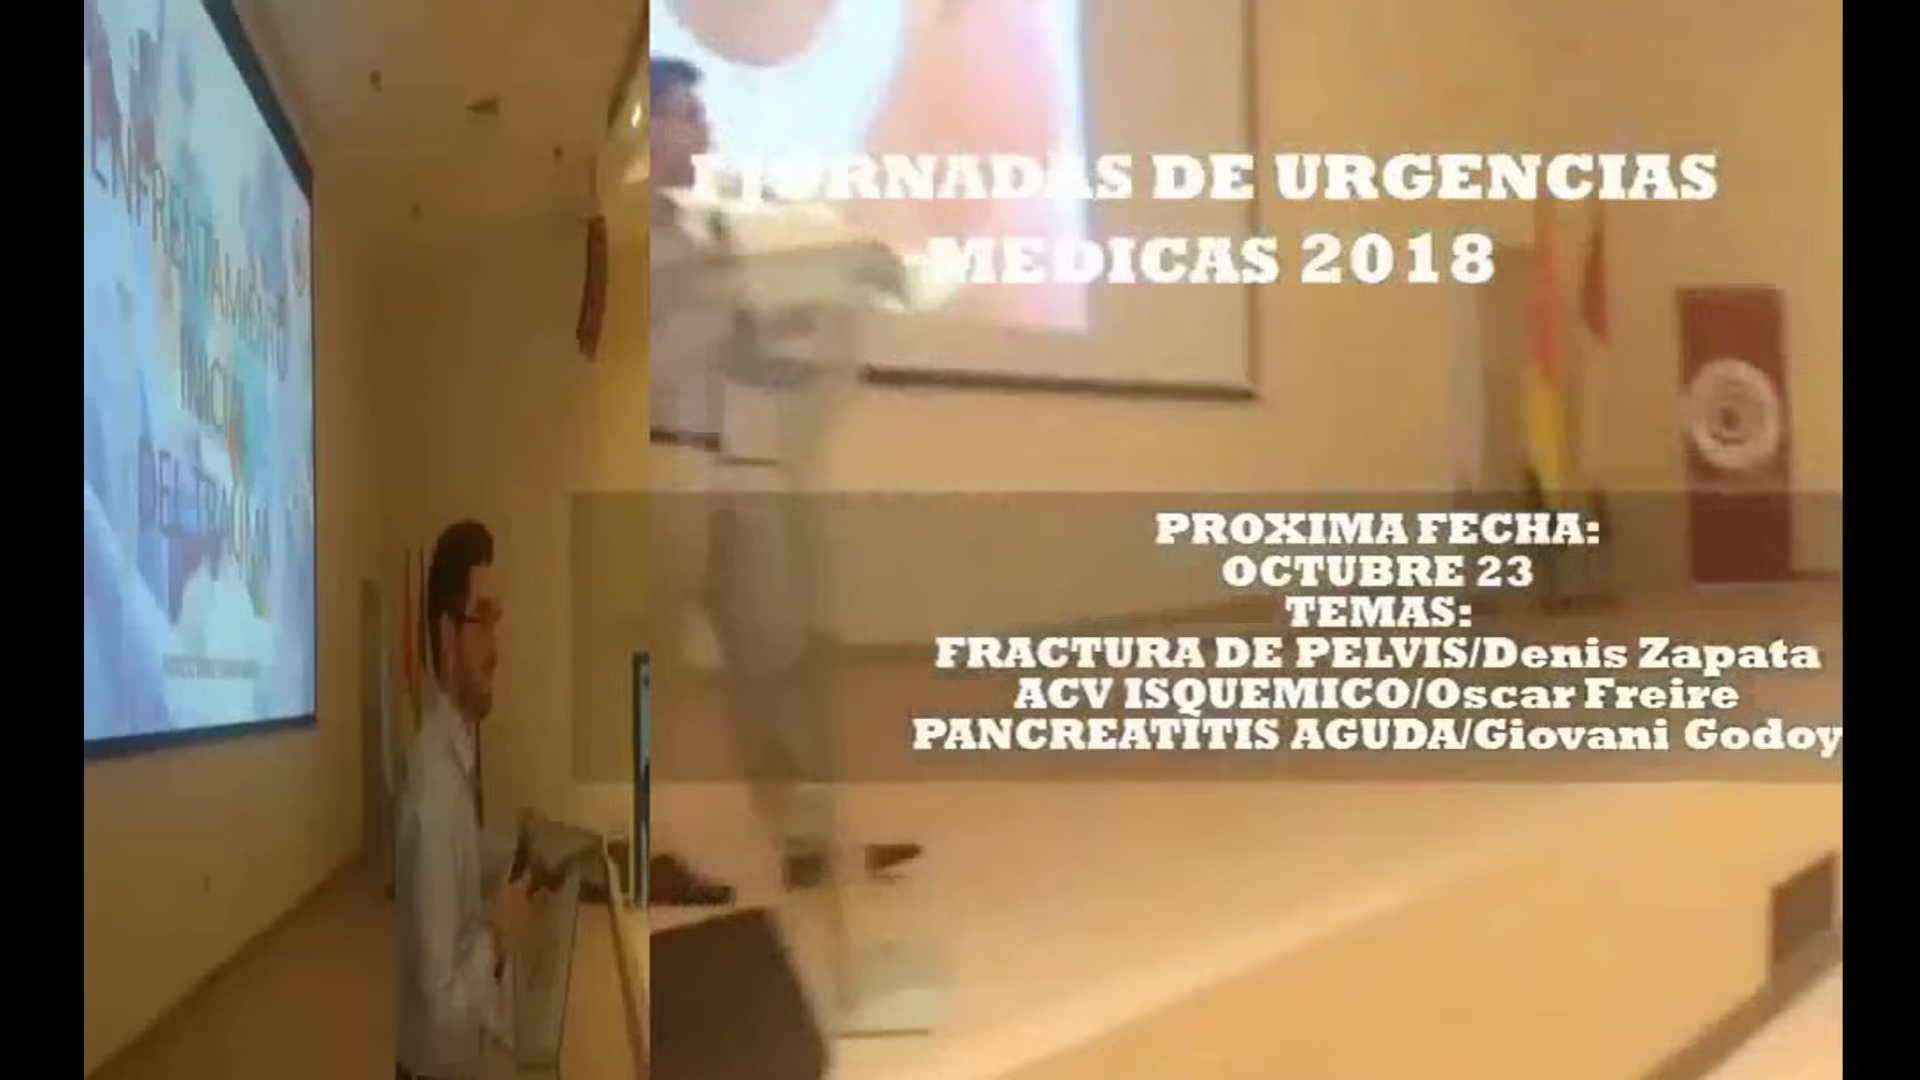 ENFRENTAMIENTO
INICIAL
DEL TRAUMA
I JORNADAS DE URGENCIAS
MEDICAS 2018
PROXIMA FECHA:
OCTUBRE 23
TEMAS:
FRACTURA DE PELVIS/Denis Zapata
ACV ISQUEMICO/Oscar Freire
PANCREATITIS AGUDA/Giovani Godoy